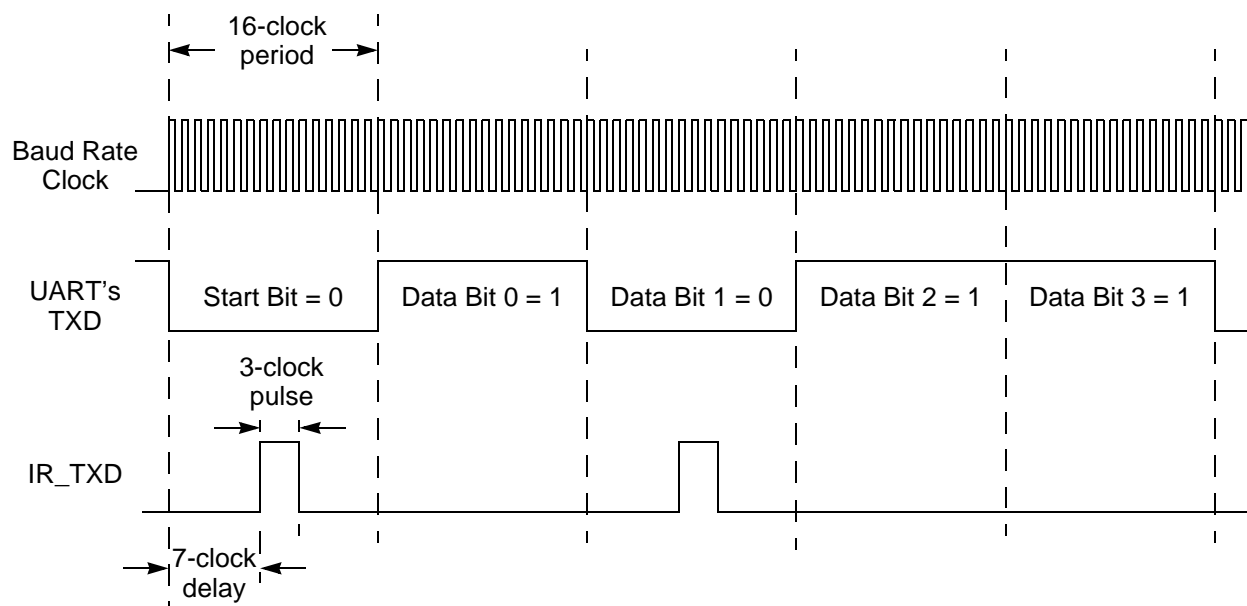 16-clock
period
Baud Rate
Clock
UART's
TXD
Start Bit = 0
Data Bit 0 = 1
Data Bit 1 = 0
Data Bit 2 = 1
Data Bit 3 = 1
3-clock
pulse
IR_TXD
7-clock
delay